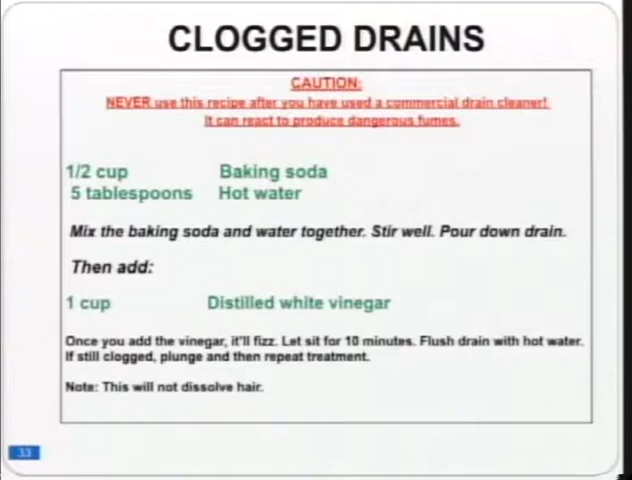 CLOGGED DRAINS
CAUTION:
NEVER use this recipe after you have used a commercial drain cleaner!
It can react to produce dangerous fumes.
1/2 cup Baking soda
5 tablespoons Hot water
Mix the baking soda and water together. Stir well. Pour down drain.
Then add:
1 cup Distilled white vinegar
Once you add the vinegar, it'll fizz. Let sit for 10 minutes. Flush drain with hot water.
If still clogged, plunge and then repeat treatment.
Note: This will not dissolve hair.
33